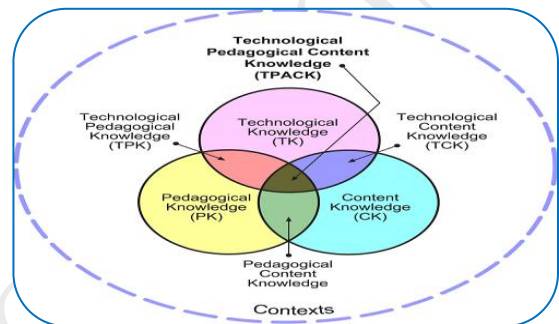 Technological
Pedagogical Content
Knowledge
(TPACK)
Technological
Pedagogical
Knowledge
(TPK)
Technological
Knowledge
(TK)
Technological
Content
Knowledge
(TCK)
Pedagogical
Knowledge
(PK)
Content
Knowledge
(CK)
Pedagogical
Content
Knowledge
Contexts